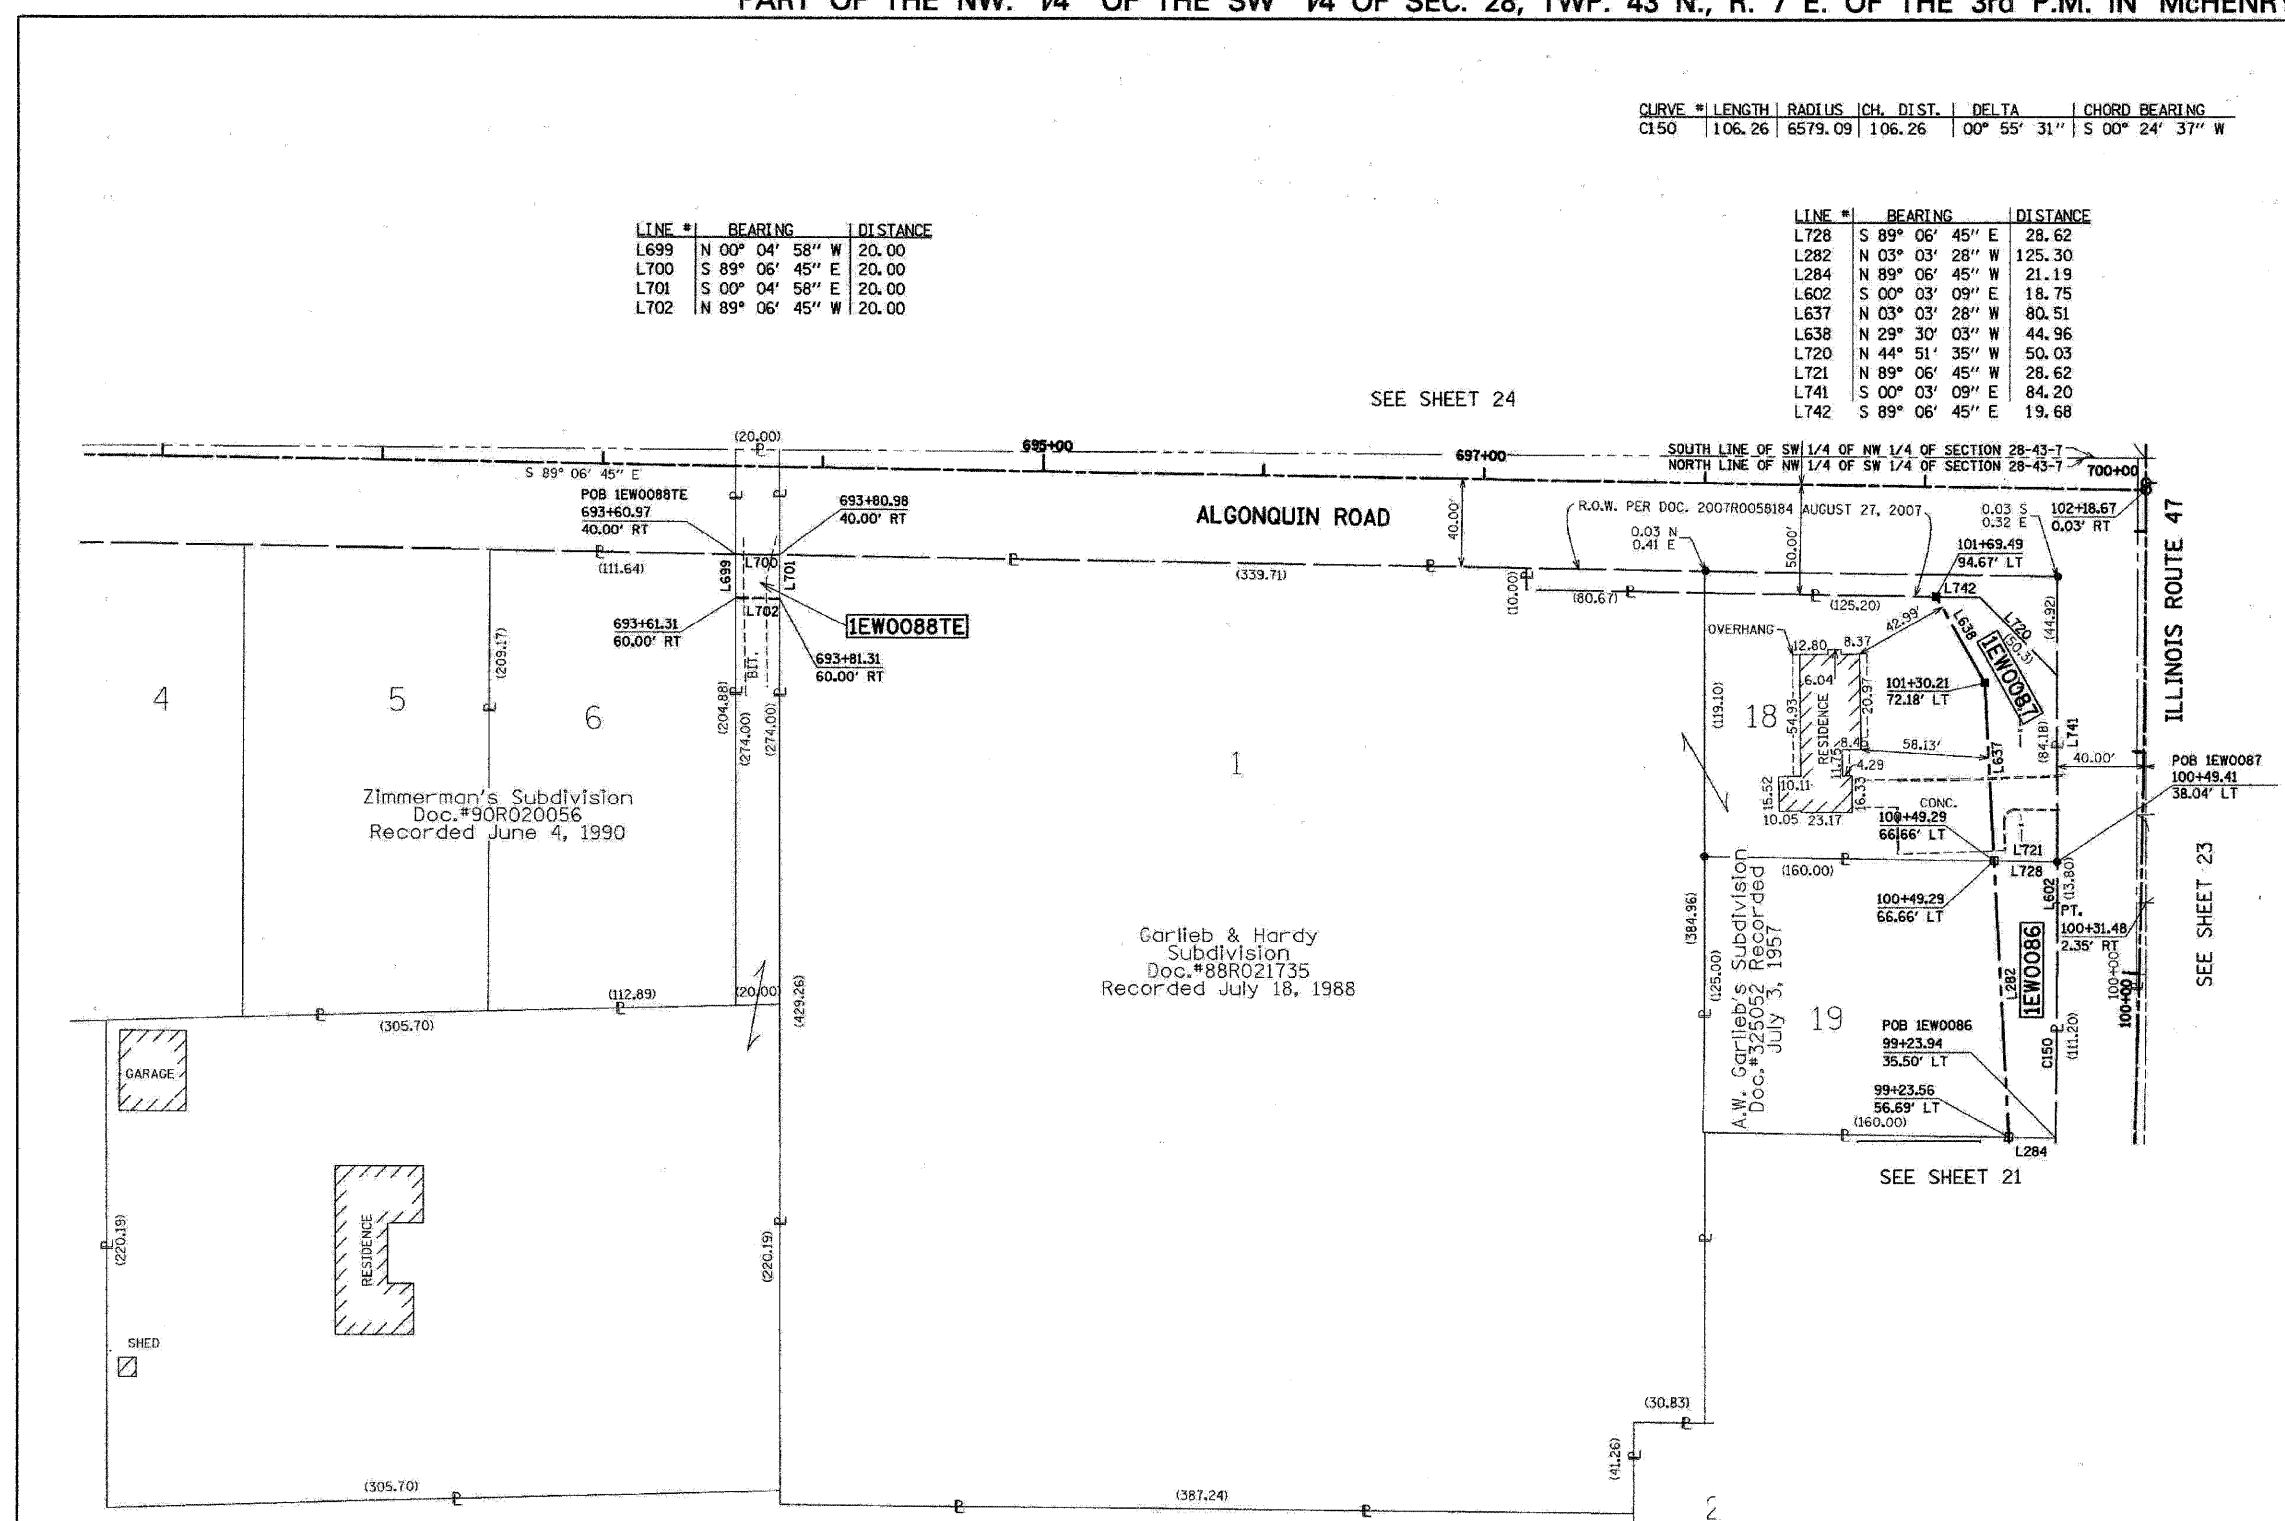 PART OF THE NW. 1/4 OF THE SW 1/4 OF SEC. 28, TWP. 43 N., R. 7 E. OF THE 3rd P.M. IN McHENRY
CURVE # LENGTH RADIUS CH. DIST. DELTA CHORD BEARING
C150 106.26 6579.09 106.26 00° 55' 31" S 00° 24' 37" W
LINE # BEARING DISTANCE
L699 N 00° 04' 58" W 20.00
L700 S 89° 06' 45" E 20.00
L701 S 00° 04' 58" E 20.00
L702 N 89° 06' 45" W 20.00
LINE # BEARING DISTANCE
L728 S 89° 06' 45" E 28.62
L282 N 03° 03' 28" W 125.30
L284 N 89° 06' 45" W 21.19
L602 S 00° 03' 09" E 18.75
L637 N 03° 03' 28" W 80.51
L638 N 29° 30' 03" W 44.96
L720 N 44° 51' 35" W 50.03
L721 N 89° 06' 45" W 28.62
L741 S 00° 03' 09" E 84.20
L742 S 89° 06' 45" E 19.68
SEE SHEET 24
(20.00)
695+00
697+00
SOUTH LINE OF SW 1/4 OF NW 1/4 OF SECTION 28-43-7
NORTH LINE OF NW 1/4 OF SW 1/4 OF SECTION 28-43-7
700+00
S 89° 06' 45" E
POB 1EW0088TE
693+60.97
40.00' RT
693+80.98
40.00' RT
ALGONQUIN ROAD
40.00'
R.O.W. PER DOC. 2007R0058184 AUGUST 27, 2007
50.00'
0.03 N
0.41 E
0.03 S
0.32 E
102+18.67
0.03' RT
101+69.49
94.67' LT
ILLINOIS ROUTE 47
(111.64)
L699
L700
L701
L702
(339.71)
(10.00)
(80.67)
(125.20)
L742
L638
L720
(50.3)
(44.92)
1EW0087
1EW0088TE
693+61.31
60.00' RT
693+81.31
60.00' RT
BIT.
(209.17)
(204.88)
(274.00)
(274.00)
4
5
6
1
18
OVERHANG
12.80
8.37
42.99'
6.04
54.93
RESIDENCE
20.97
8.46
11.75
4.29
58.13'
10.11
15.52
16.33
10.05
23.17
(119.10)
101+30.21
72.18' LT
L637
(84.18)
L741
40.00'
POB 1EW0087
100+49.41
38.04' LT
CONC.
100+49.29
66.66' LT
L721
L728
(160.00)
100+49.29
66.66' LT
L602
(13.80)
PT.
100+31.48
2.35' RT
100+00
100+00
SEE SHEET 23
Zimmerman's Subdivision
Doc.#90R020056
Recorded June 4, 1990
Garlieb & Hardy
Subdivision
Doc.#88R021735
Recorded July 18, 1988
A.W. Garlieb's Subdivision
Doc.#325052 Recorded
July 3, 1957
(384.96)
(125.00)
19
L282
1EW0086
POB 1EW0086
99+23.94
35.50' LT
99+23.56
56.69' LT
C150
(111.20)
(160.00)
L284
SEE SHEET 21
(112.89)
(20.00)
(429.26)
(305.70)
GARAGE
(220.19)
RESIDENCE
(220.19)
SHED
(305.70)
(387.24)
(30.83)
(41.26)
2